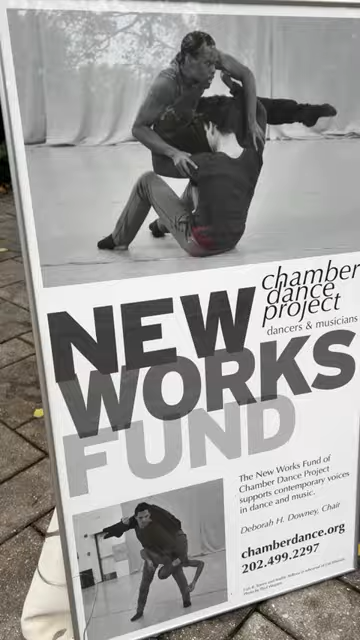 chamber
dance
project
dancers & musicians
NEW
WORKS
FUND
The New Works Fund of
Chamber Dance Project
supports contemporary voices
in dance and music.
Deborah H. Downey, Chair
chamberdance.org
202.499.2297